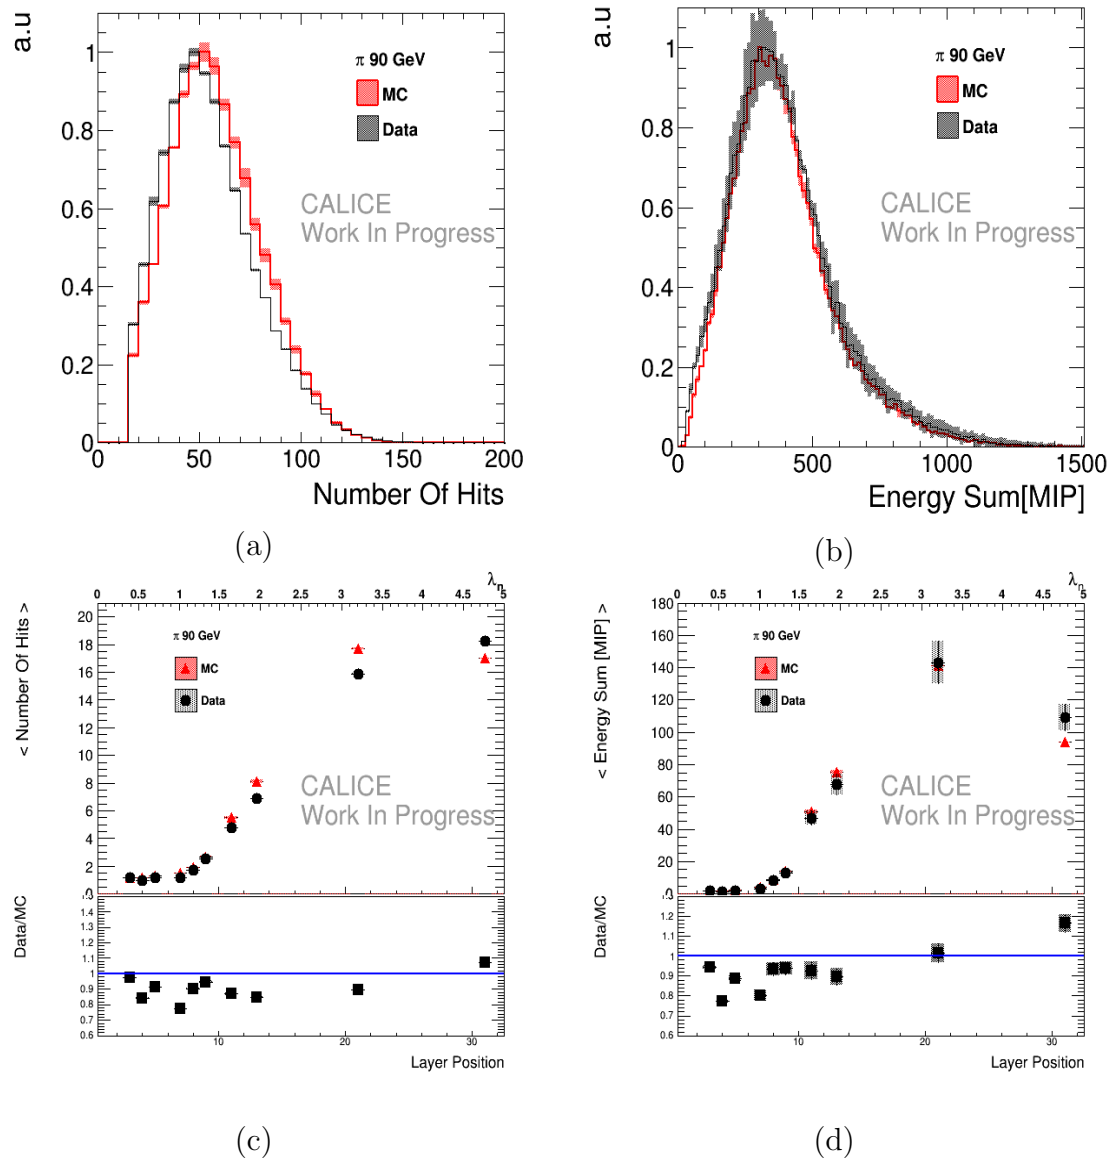 a.u
1
0.8
0.6
0.4
0.2
0
π 90 GeV
MC
Data
CALICE
Work In Progress
0 50 100 150 200
Number Of Hits
(a)
a.u
1
0.8
0.6
0.4
0.2
0
π 90 GeV
MC
Data
CALICE
Work In Progress
0 500 1000 1500
Energy Sum[MIP]
(b)
0 0.5 1 1.5 2 2.5 3 3.5 4 4.5 5
λn
< Number Of Hits >
18
16
14
12
10
8
6
4
2
π 90 GeV
MC
Data
CALICE
Work In Progress
Data/MC
1.4
1.3
1.2
1.1
1
0.9
0.8
0.7
0.6
10 20 30
Layer Position
(c)
0 0.5 1 1.5 2 2.5 3 3.5 4 4.5 5
λn
< Energy Sum [MIP] >
180
160
140
120
100
80
60
40
20
π 90 GeV
MC
Data
CALICE
Work In Progress
Data/MC
1.2
1.1
1
0.9
0.8
0.7
0.6
10 20 30
Layer Position
(d)